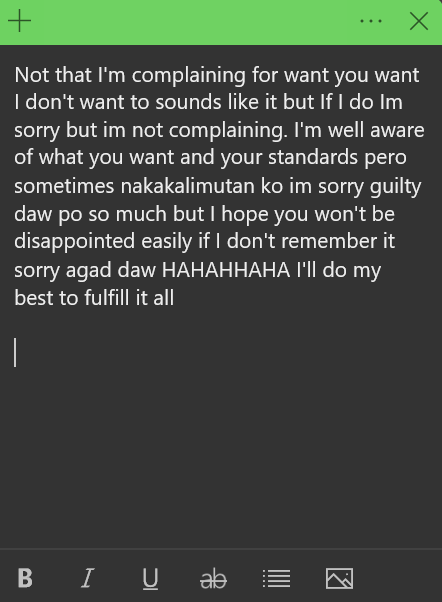 Not that I'm complaining for want you want
I don't want to sounds like it but If I do Im
sorry but im not complaining. I'm well aware
of what you want and your standards pero
sometimes nakakalimutan ko im sorry guilty
daw po so much but I hope you won't be
disappointed easily if I don't remember it
sorry agad daw HAHAHHAHA I'll do my
best to fulfill it all
B I U ab